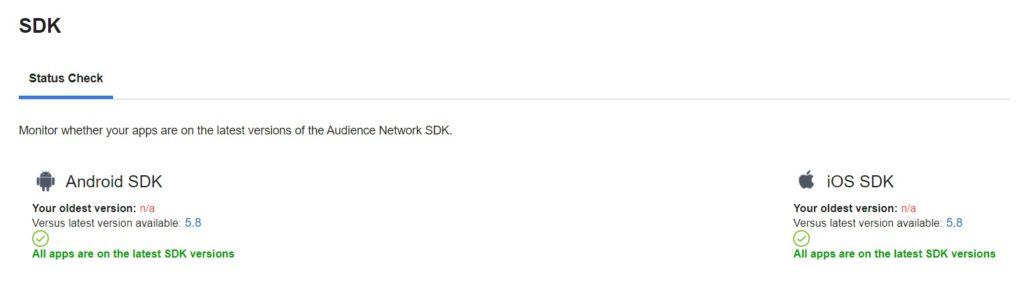 SDK
Status Check
Monitor whether your apps are on the latest versions of the Audience Network SDK.
Android SDK
Your oldest version: n/a
Versus latest version available: 5.8
All apps are on the latest SDK versions
iOS SDK
Your oldest version: n/a
Versus latest version available: 5.8
All apps are on the latest SDK versions